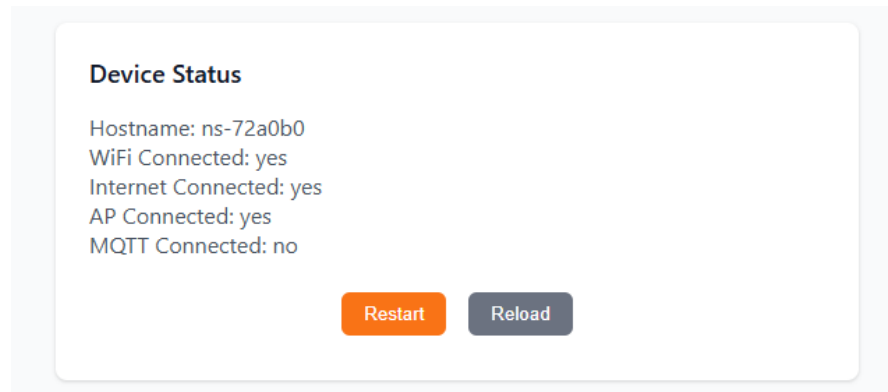 Device Status
Hostname: ns-72a0b0
WiFi Connected: yes
Internet Connected: yes
AP Connected: yes
MQTT Connected: no
Restart Reload